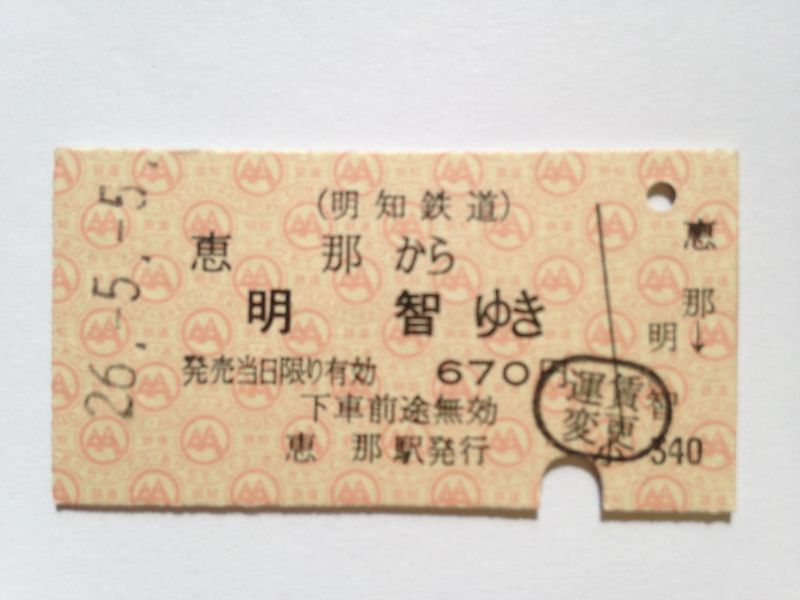 26.-5.-5.
(明知鉄道)
恵那から
明智ゆき
発売当日限り有効 670円
下車前途無効
恵那駅発行
運賃
変更
恵那→
明智
小 340